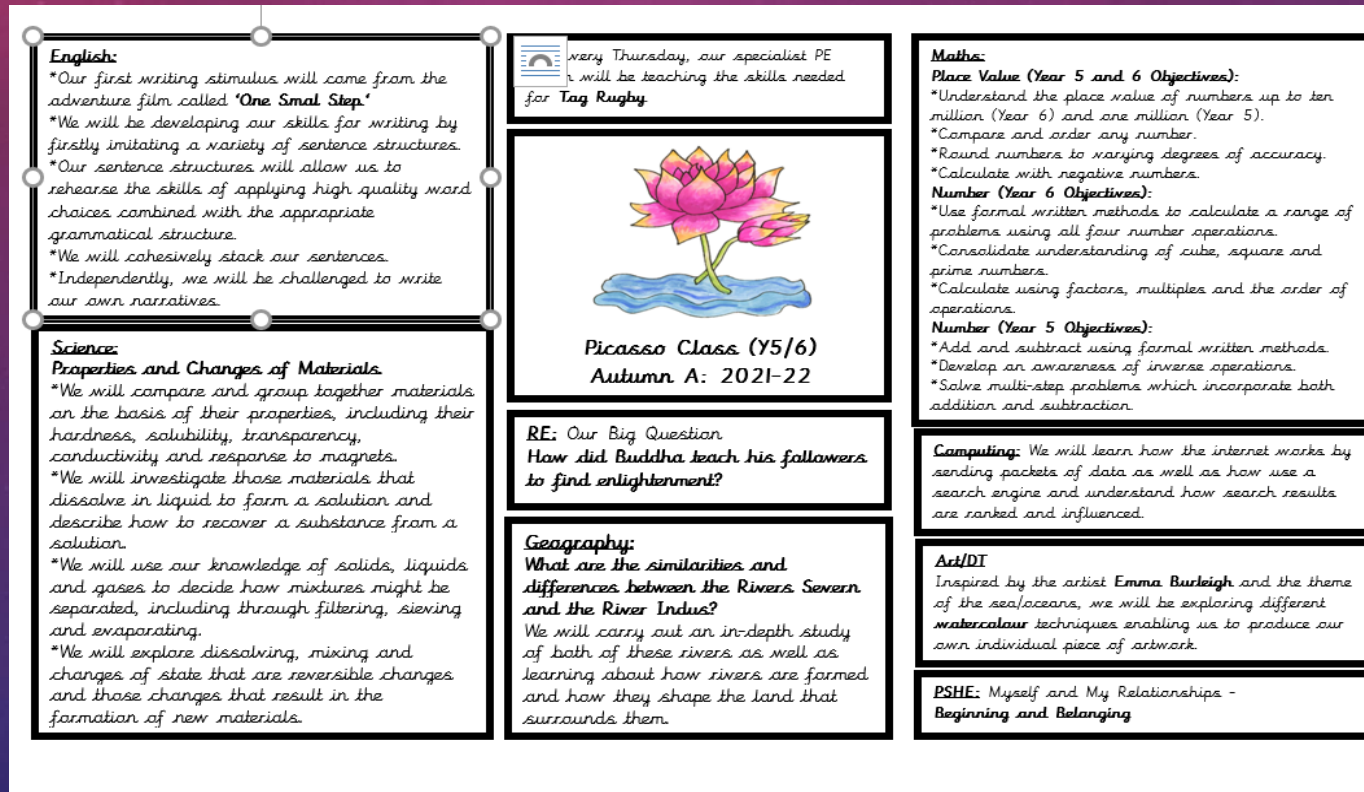 English:
*Our first writing stimulus will come from the
adventure film called 'One Smal Step.'
*We will be developing our skills for writing by
firstly imitating a variety of sentence structures.
*Our sentence structures will allow us to
rehearse the skills of applying high quality word
choices combined with the appropriate
grammatical structure.
*We will cohesively stack our sentences.
*Independently, we will be challenged to write
our own narratives.
Science:
Properties and Changes of Materials
*We will compare and group together materials
on the basis of their properties, including their
hardness, solubility, transparency,
conductivity and response to magnets.
*We will investigate those materials that
dissolve in liquid to form a solution and
describe how to recover a substance from a
solution.
*We will use our knowledge of solids, liquids
and gases to decide how mixtures might be
separated, including through filtering, sieving
and evaporating.
*We will explore dissolving, mixing and
changes of state that are reversible changes
and those changes that result in the
formation of new materials.
very Thursday, our specialist PE
will be teaching the skills needed
for Tag Rugby
Picasso Class (Y5/6)
Autumn A: 2021-22
RE: Our Big Question
How did Buddha teach his followers
to find enlightenment?
Geography:
What are the similarities and
differences between the Rivers Severn
and the River Indus?
We will carry out an in-depth study
of both of these rivers as well as
learning about how rivers are formed
and how they shape the land that
surrounds them.
Maths:
Place Value (Year 5 and 6 Objectives):
*Understand the place value of numbers up to ten
million (Year 6) and one million (Year 5).
*Compare and order any number.
*Round numbers to varying degrees of accuracy.
*Calculate with negative numbers.
Number (Year 6 Objectives):
*Use formal written methods to calculate a range of
problems using all four number operations.
*Consolidate understanding of cube, square and
prime numbers.
*Calculate using factors, multiples and the order of
operations.
Number (Year 5 Objectives):
*Add and subtract using formal written methods.
*Develop an awareness of inverse operations.
*Solve multi-step problems which incorporate both
addition and subtraction.
Computing: We will learn how the internet works by
sending packets of data as well as how use a
search engine and understand how search results
are ranked and influenced.
Art/DT
Inspired by the artist Emma Burleigh and the theme
of the sea/oceans, we will be exploring different
watercolour techniques enabling us to produce our
own individual piece of artwork.
PSHE: Myself and My Relationships -
Beginning and Belonging